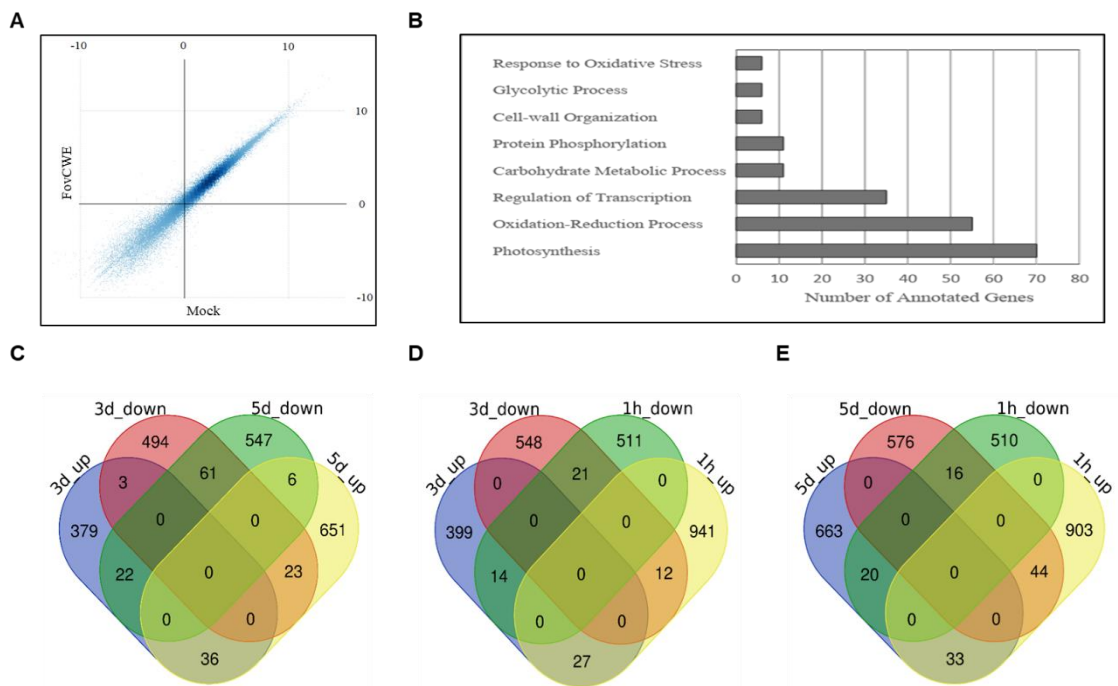 A
-10 0 10
10
0
-10
FovCWE
Mock
B
Response to Oxidative Stress
Glycolytic Process
Cell-wall Organization
Protein Phosphorylation
Carbohydrate Metabolic Process
Regulation of Transcription
Oxidation-Reduction Process
Photosynthesis
0 10 20 30 40 50 60 70 80
Number of Annotated Genes
C
3d_down 5d_down
3d_up 5d_up
494 547
3 61 6
379 0 0 651
22 0 23
0 0
36
D
3d_down 1h_down
3d_up 1h_up
548 511
0 21 0
399 0 0 941
14 0 12
0 0
27
E
5d_down 1h_down
5d_up 1h_up
576 510
0 16 0
663 0 0 903
20 0 44
0 0
33